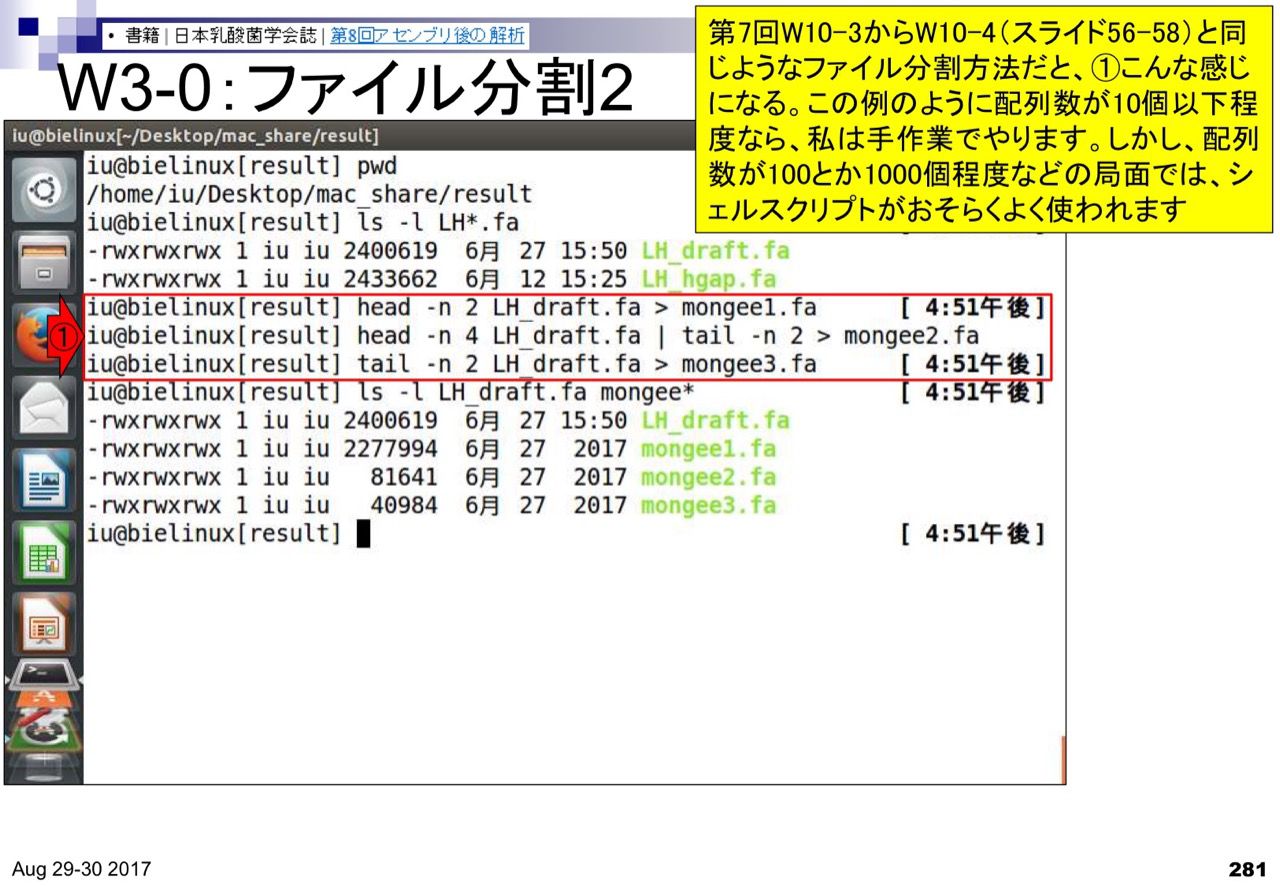 • 書籍 | 日本乳酸菌学会誌 | 第8回アセンブリ後の解析
W3-0：ファイル分割2
第7回W10-3からW10-4（スライド56-58）と同
じようなファイル分割方法だと、①こんな感じ
になる。この例のように配列数が10個以下程
度なら、私は手作業でやります。しかし、配列
数が100とか1000個程度などの局面では、シ
ェルスクリプトがおそらくよく使われます
iu@bielinux[~/Desktop/mac_share/result]
iu@bielinux[result] pwd
/home/iu/Desktop/mac_share/result
iu@bielinux[result] ls -l LH*.fa
-rwxrwxrwx 1 iu iu 2400619 6月 27 15:50 LH_draft.fa
-rwxrwxrwx 1 iu iu 2433662 6月 12 15:25 LH_hgap.fa
iu@bielinux[result] head -n 2 LH_draft.fa > mongee1.fa [ 4:51午後]
①
iu@bielinux[result] head -n 4 LH_draft.fa | tail -n 2 > mongee2.fa
iu@bielinux[result] tail -n 2 LH_draft.fa > mongee3.fa [ 4:51午後]
iu@bielinux[result] ls -l LH_draft.fa mongee* [ 4:51午後]
-rwxrwxrwx 1 iu iu 2400619 6月 27 15:50 LH_draft.fa
-rwxrwxrwx 1 iu iu 2277994 6月 27 2017 mongee1.fa
-rwxrwxrwx 1 iu iu 81641 6月 27 2017 mongee2.fa
-rwxrwxrwx 1 iu iu 40984 6月 27 2017 mongee3.fa
iu@bielinux[result] [ 4:51午後]
Aug 29-30 2017
281